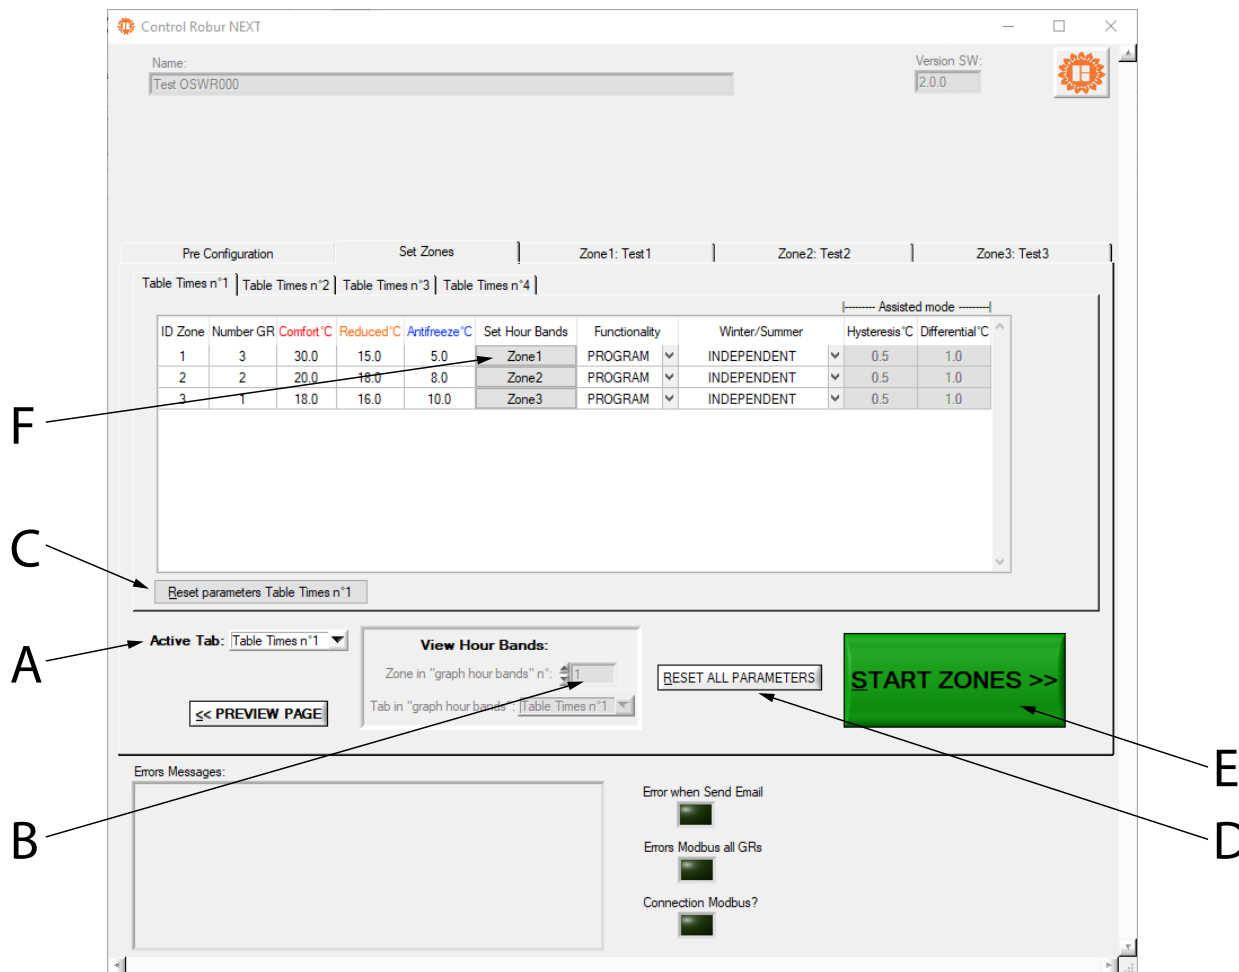 Control Robur NEXT
Name:
Version SW:
Test OSWR000
2.0.0
Pre Configuration
Set Zones
Zone1: Test1
Zone2: Test2
Zone3: Test3
Table Times n°1
Table Times n°2
Table Times n°3
Table Times n°4
|--------- Assisted mode ---------|
ID Zone Number GR Comfort°C Reduced°C Antifreeze°C Set Hour Bands Functionality Winter/Summer Hysteresis°C Differential°C
1 3 30.0 15.0 5.0 Zone1 PROGRAM INDEPENDENT 0.5 1.0
2 2 20.0 18.0 8.0 Zone2 PROGRAM INDEPENDENT 0.5 1.0
3 1 18.0 16.0 10.0 Zone3 PROGRAM INDEPENDENT 0.5 1.0
F
C
Reset parameters Table Times n°1
A
Active Tab: Table Times n°1
View Hour Bands:
Zone in "graph hour bands" n°: 1
Tab in "graph hour bands": Table Times n°1
RESET ALL PARAMETERS
START ZONES >>
<< PREVIEW PAGE
E
Errors Messages:
Error when Send Email
B
Errors Modbus all GRs
D
Connection Modbus?